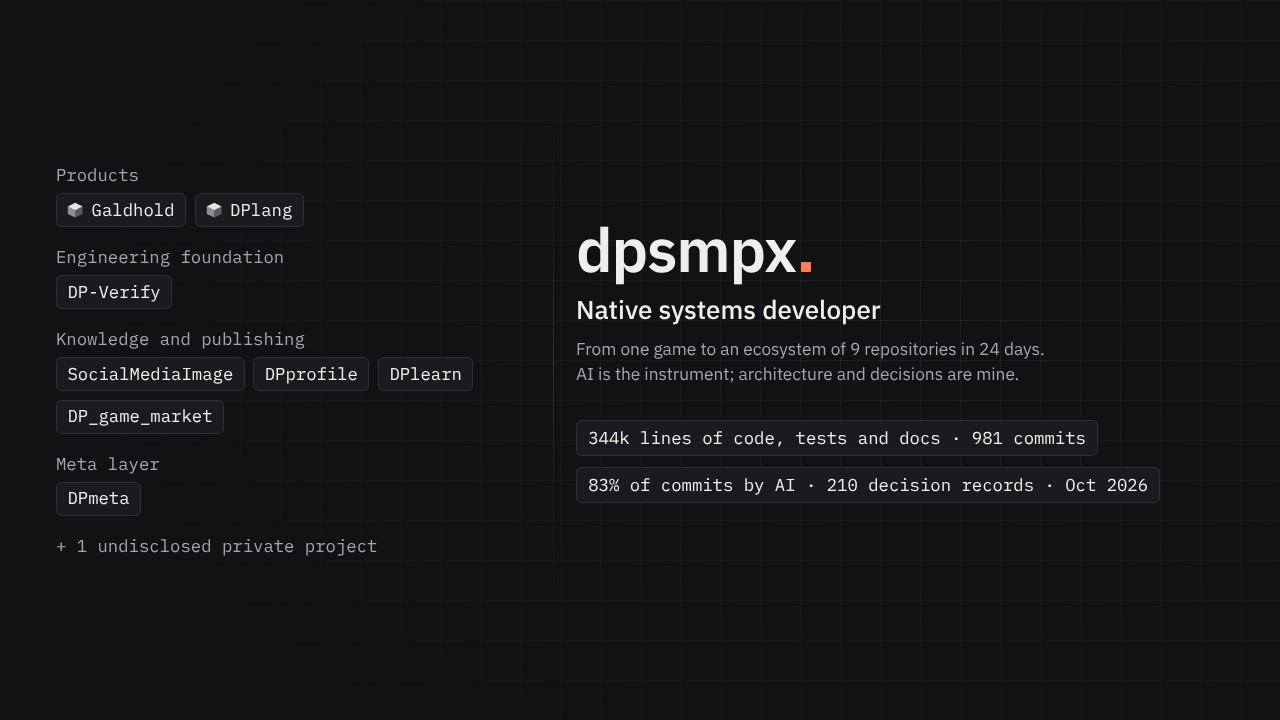 Products
Galdhold DPlang
Engineering foundation
DP-Verify
Knowledge and publishing
SocialMediaImage DPprofile DPlearn
DP_game_market
Meta layer
DPmeta
+ 1 undisclosed private project
dpsmpx.
Native systems developer
From one game to an ecosystem of 9 repositories in 24 days.
AI is the instrument; architecture and decisions are mine.
344k lines of code, tests and docs · 981 commits
83% of commits by AI · 210 decision records · Oct 2026